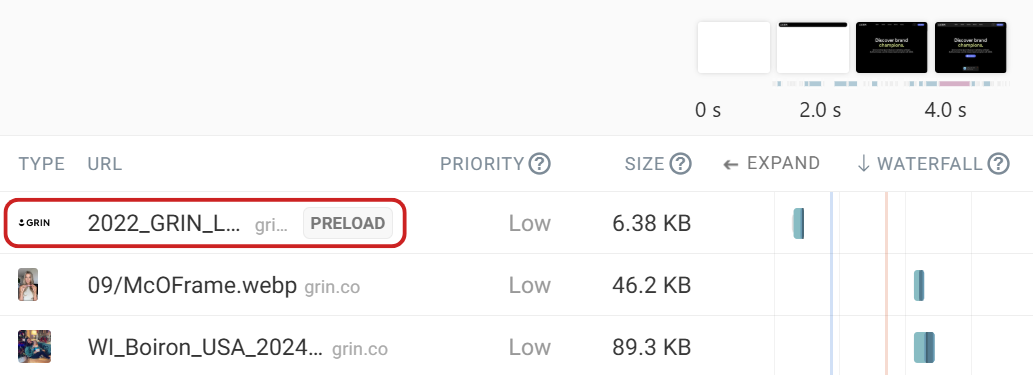 Discover brand
champions.
Discover brand
champions.
0 s 2.0 s 4.0 s
TYPE URL PRIORITY ? SIZE ? ← EXPAND ↓ WATERFALL ?
GRIN 2022_GRIN_L... gri... PRELOAD Low 6.38 KB
09/McOFrame.webp grin.co Low 46.2 KB
WI_Boiron_USA_2024... grin.co Low 89.3 KB